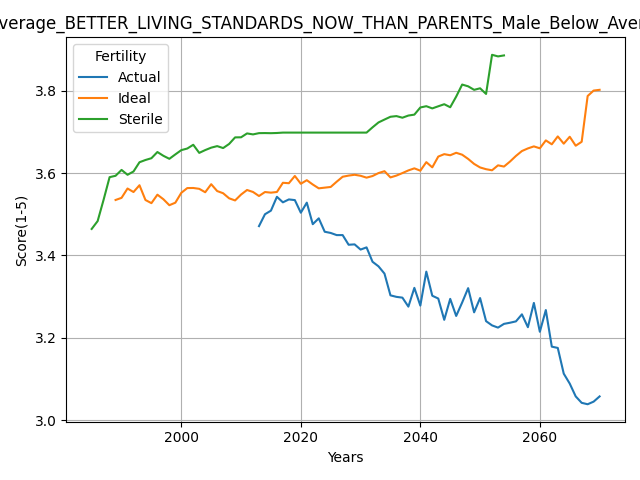 verage_BETTER_LIVING_STANDARDS_NOW_THAN_PARENTS_Male_Below_Aver
Fertility
Actual
Ideal
Sterile
3.8
3.6
3.4
3.2
3.0
Score(1-5)
2000 2020 2040 2060
Years